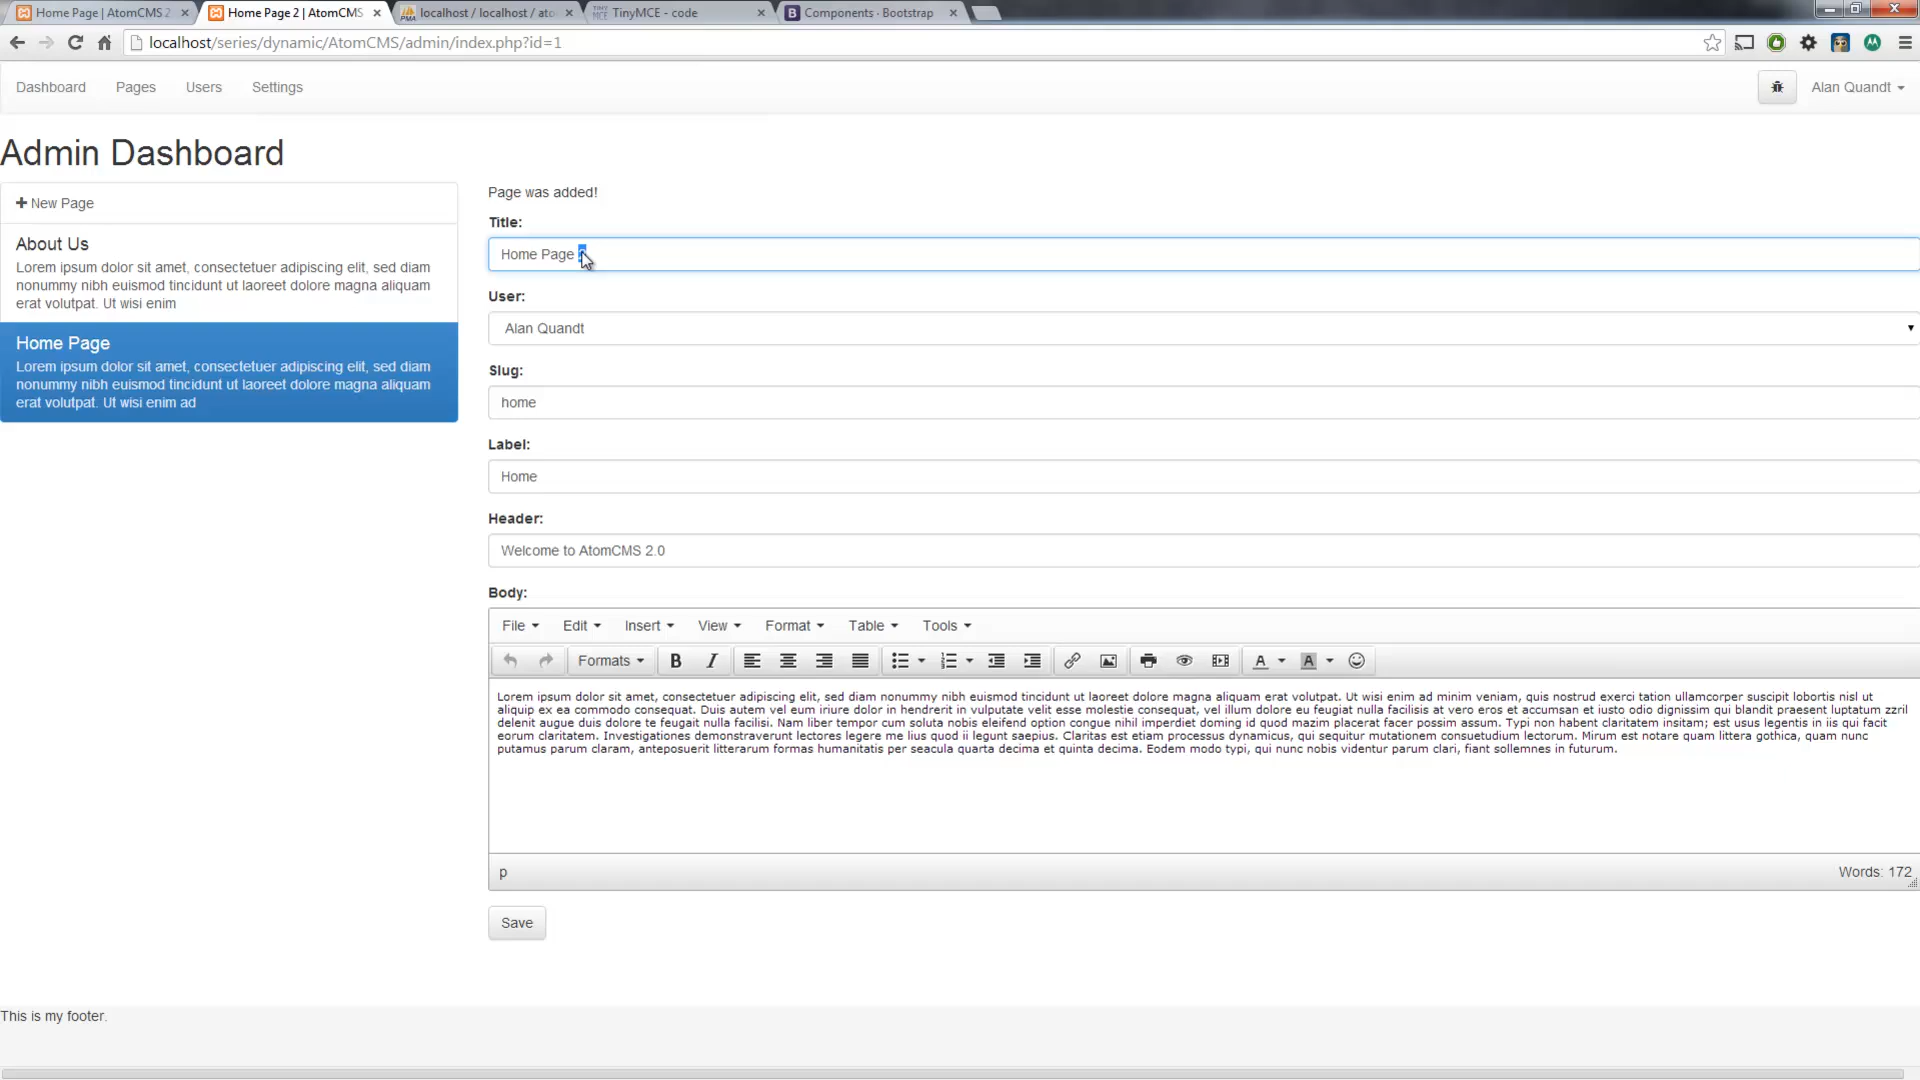 Home Page | AtomCMS 2
Home Page 2 | AtomCMS
localhost / localhost / ato
TinyMCE - code
Components · Bootstrap
localhost/series/dynamic/AtomCMS/admin/index.php?id=1
Dashboard
Pages
Users
Settings
Alan Quandt
Admin Dashboard
New Page
About Us
Lorem ipsum dolor sit amet, consectetuer adipiscing elit, sed diam
nonummy nibh euismod tincidunt ut laoreet dolore magna aliquam
erat volutpat. Ut wisi enim
Home Page
Lorem ipsum dolor sit amet, consectetuer adipiscing elit, sed diam
nonummy nibh euismod tincidunt ut laoreet dolore magna aliquam
erat volutpat. Ut wisi enim ad
Page was added!
Title:
Home Page
User:
Alan Quandt
Slug:
home
Label:
Home
Header:
Welcome to AtomCMS 2.0
Body:
File Edit Insert View Format Table Tools
Formats B I A A
Lorem ipsum dolor sit amet, consectetuer adipiscing elit, sed diam nonummy nibh euismod tincidunt ut laoreet dolore magna aliquam erat volutpat. Ut wisi enim ad minim veniam, quis nostrud exerci tation ullamcorper suscipit lobortis nisl ut
aliquip ex ea commodo consequat. Duis autem vel eum iriure dolor in hendrerit in vulputate velit esse molestie consequat, vel illum dolore eu feugiat nulla facilisis at vero eros et accumsan et iusto odio dignissim qui blandit praesent luptatum zzril
delenit augue duis dolore te feugait nulla facilisi. Nam liber tempor cum soluta nobis eleifend option congue nihil imperdiet doming id quod mazim placerat facer possim assum. Typi non habent claritatem insitam; est usus legentis in iis qui facit
eorum claritatem. Investigationes demonstraverunt lectores legere me lius quod ii legunt saepius. Claritas est etiam processus dynamicus, qui sequitur mutationem consuetudium lectorum. Mirum est notare quam littera gothica, quam nunc
putamus parum claram, anteposuerit litterarum formas humanitatis per seacula quarta decima et quinta decima. Eodem modo typi, qui nunc nobis videntur parum clari, fiant sollemnes in futurum.
p
Words: 172
Save
This is my footer.